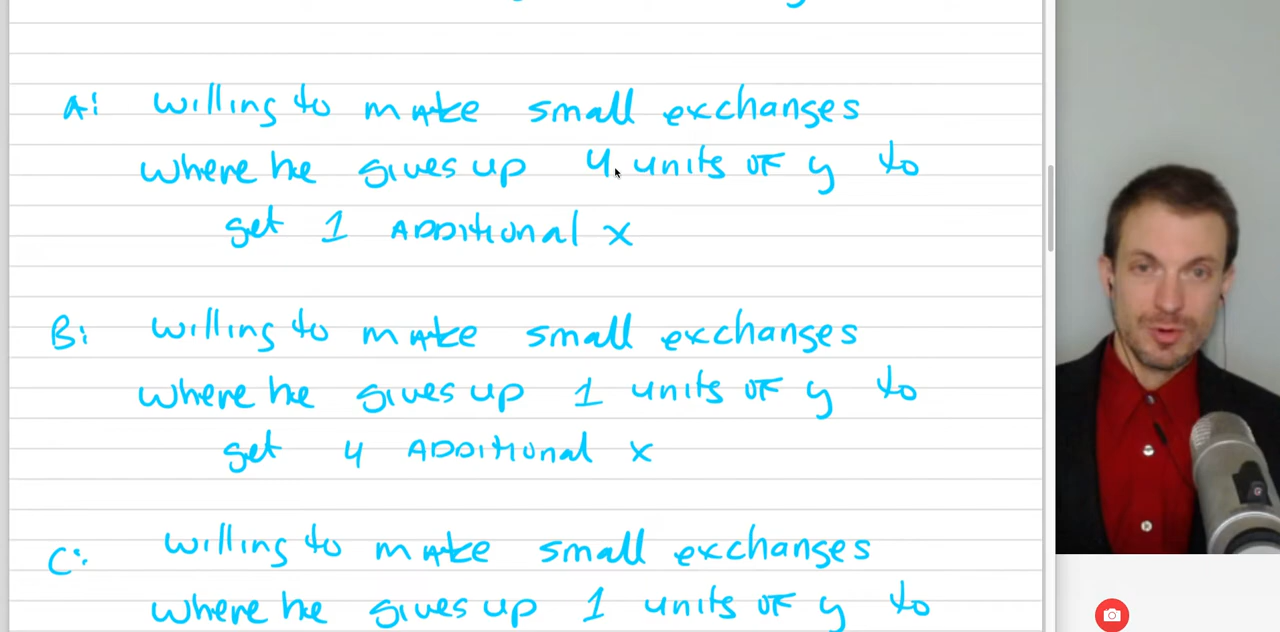 A: willing to make small exchanges
where he gives up 4 units of y to
get 1 ADDitional x
B: willing to make small exchanges
where he gives up 1 units of y to
get 4 ADDitional x
C: willing to make small exchanges
where he gives up 1 units of y to